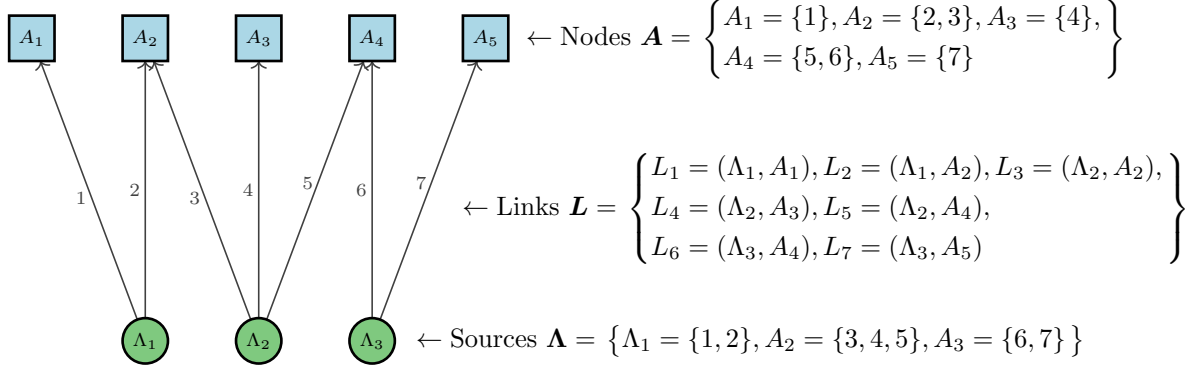 A₁ A₂ A₃ A₄ A₅ ← Nodes 𝑨 = { A₁ = {1}, A₂ = {2, 3}, A₃ = {4},
A₄ = {5, 6}, A₅ = {7} }
1 2 3 4 5 6 7
← Links 𝑳 = { L₁ = (Λ₁, A₁), L₂ = (Λ₁, A₂), L₃ = (Λ₂, A₂),
L₄ = (Λ₂, A₃), L₅ = (Λ₂, A₄),
L₆ = (Λ₃, A₄), L₇ = (Λ₃, A₅) }
Λ₁ Λ₂ Λ₃ ← Sources 𝚲 = { Λ₁ = {1, 2}, A₂ = {3, 4, 5}, A₃ = {6, 7} }